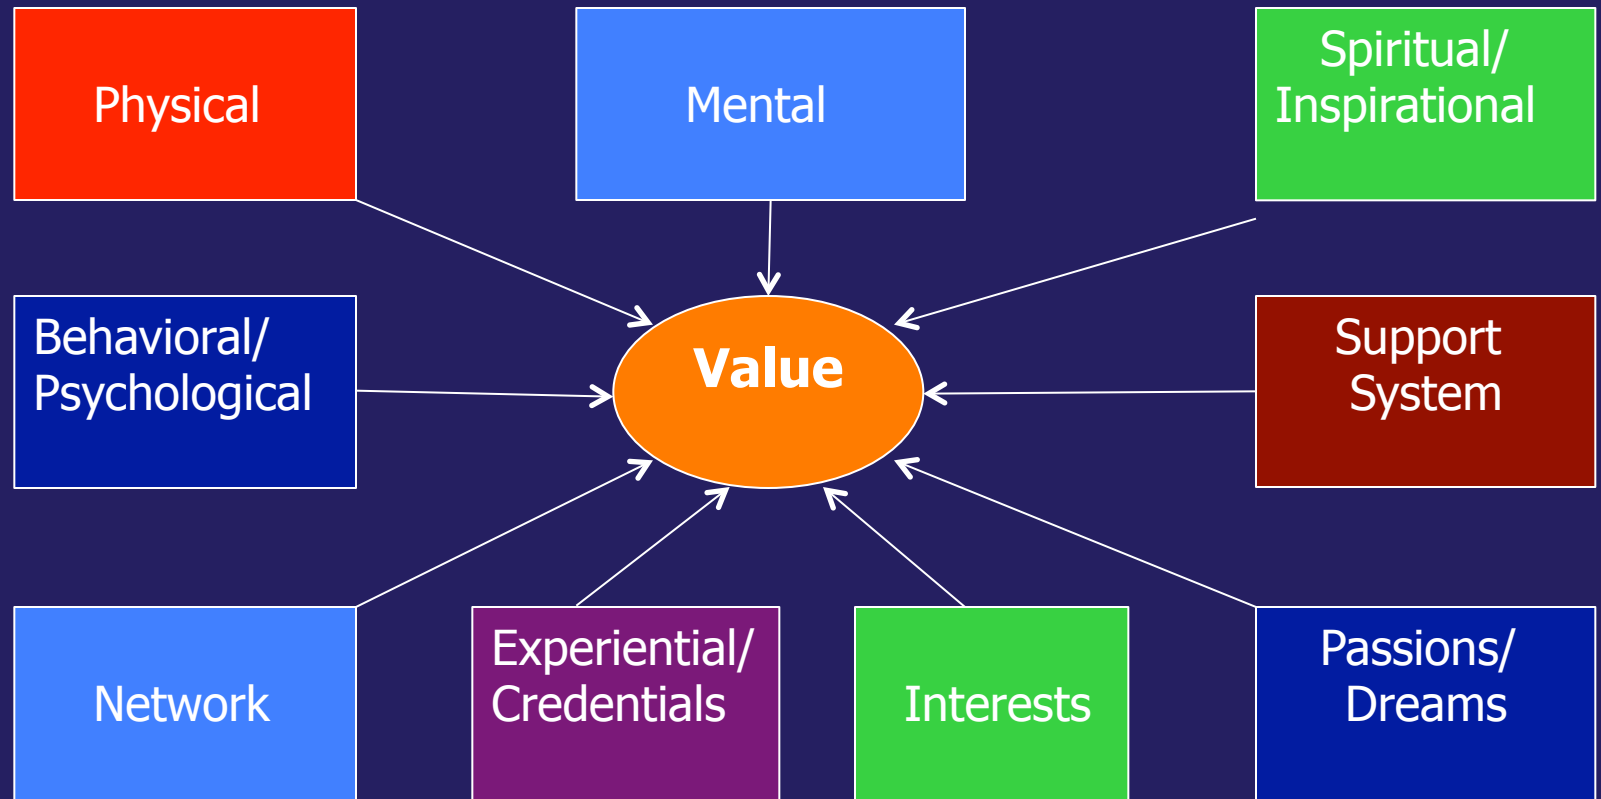 Physical
Mental
Spiritual/
Inspirational
Behavioral/
Psychological
Value
Support
System
Network
Experiential/
Credentials
Interests
Passions/
Dreams